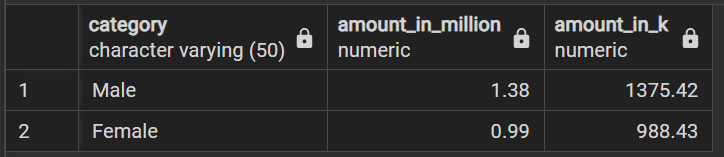 category amount_in_million amount_in_k
character varying (50) numeric numeric
1 Male 1.38 1375.42
2 Female 0.99 988.43